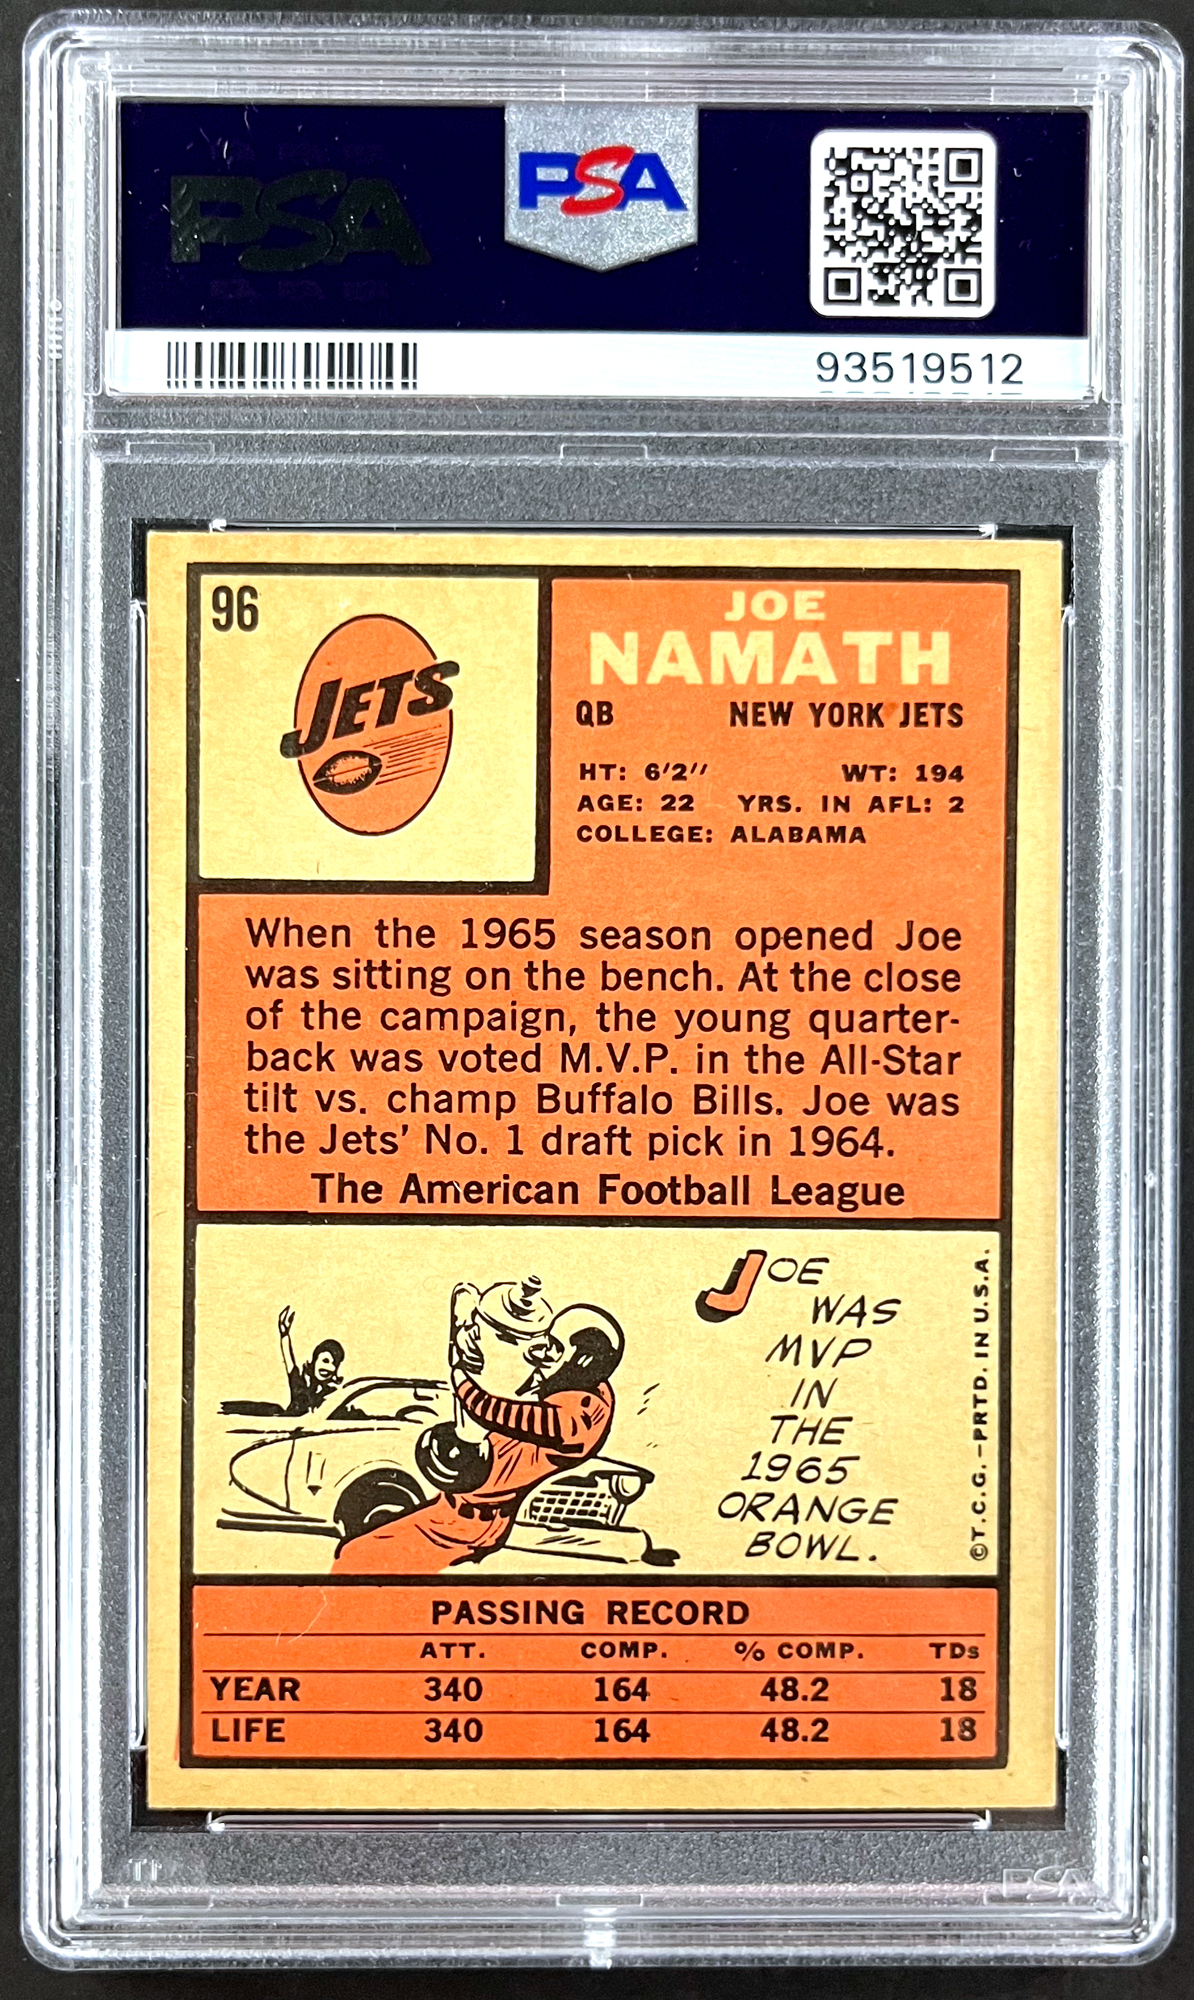 PSA
PSA
93519512
96
JETS
JOE
NAMATH
QB NEW YORK JETS
HT: 6'2" WT: 194
AGE: 22 YRS. IN AFL: 2
COLLEGE: ALABAMA
When the 1965 season opened Joe
was sitting on the bench. At the close
of the campaign, the young quarter-
back was voted M.V.P. in the All-Star
tilt vs. champ Buffalo Bills. Joe was
the Jets' No. 1 draft pick in 1964.
The American Football League
JOE
WAS
MVP
IN
THE
1965
ORANGE
BOWL.
©T.C.G.–PRTD. IN U.S.A.
PASSING RECORD
ATT. COMP. % COMP. TDs
YEAR 340 164 48.2 18
LIFE 340 164 48.2 18
PSA